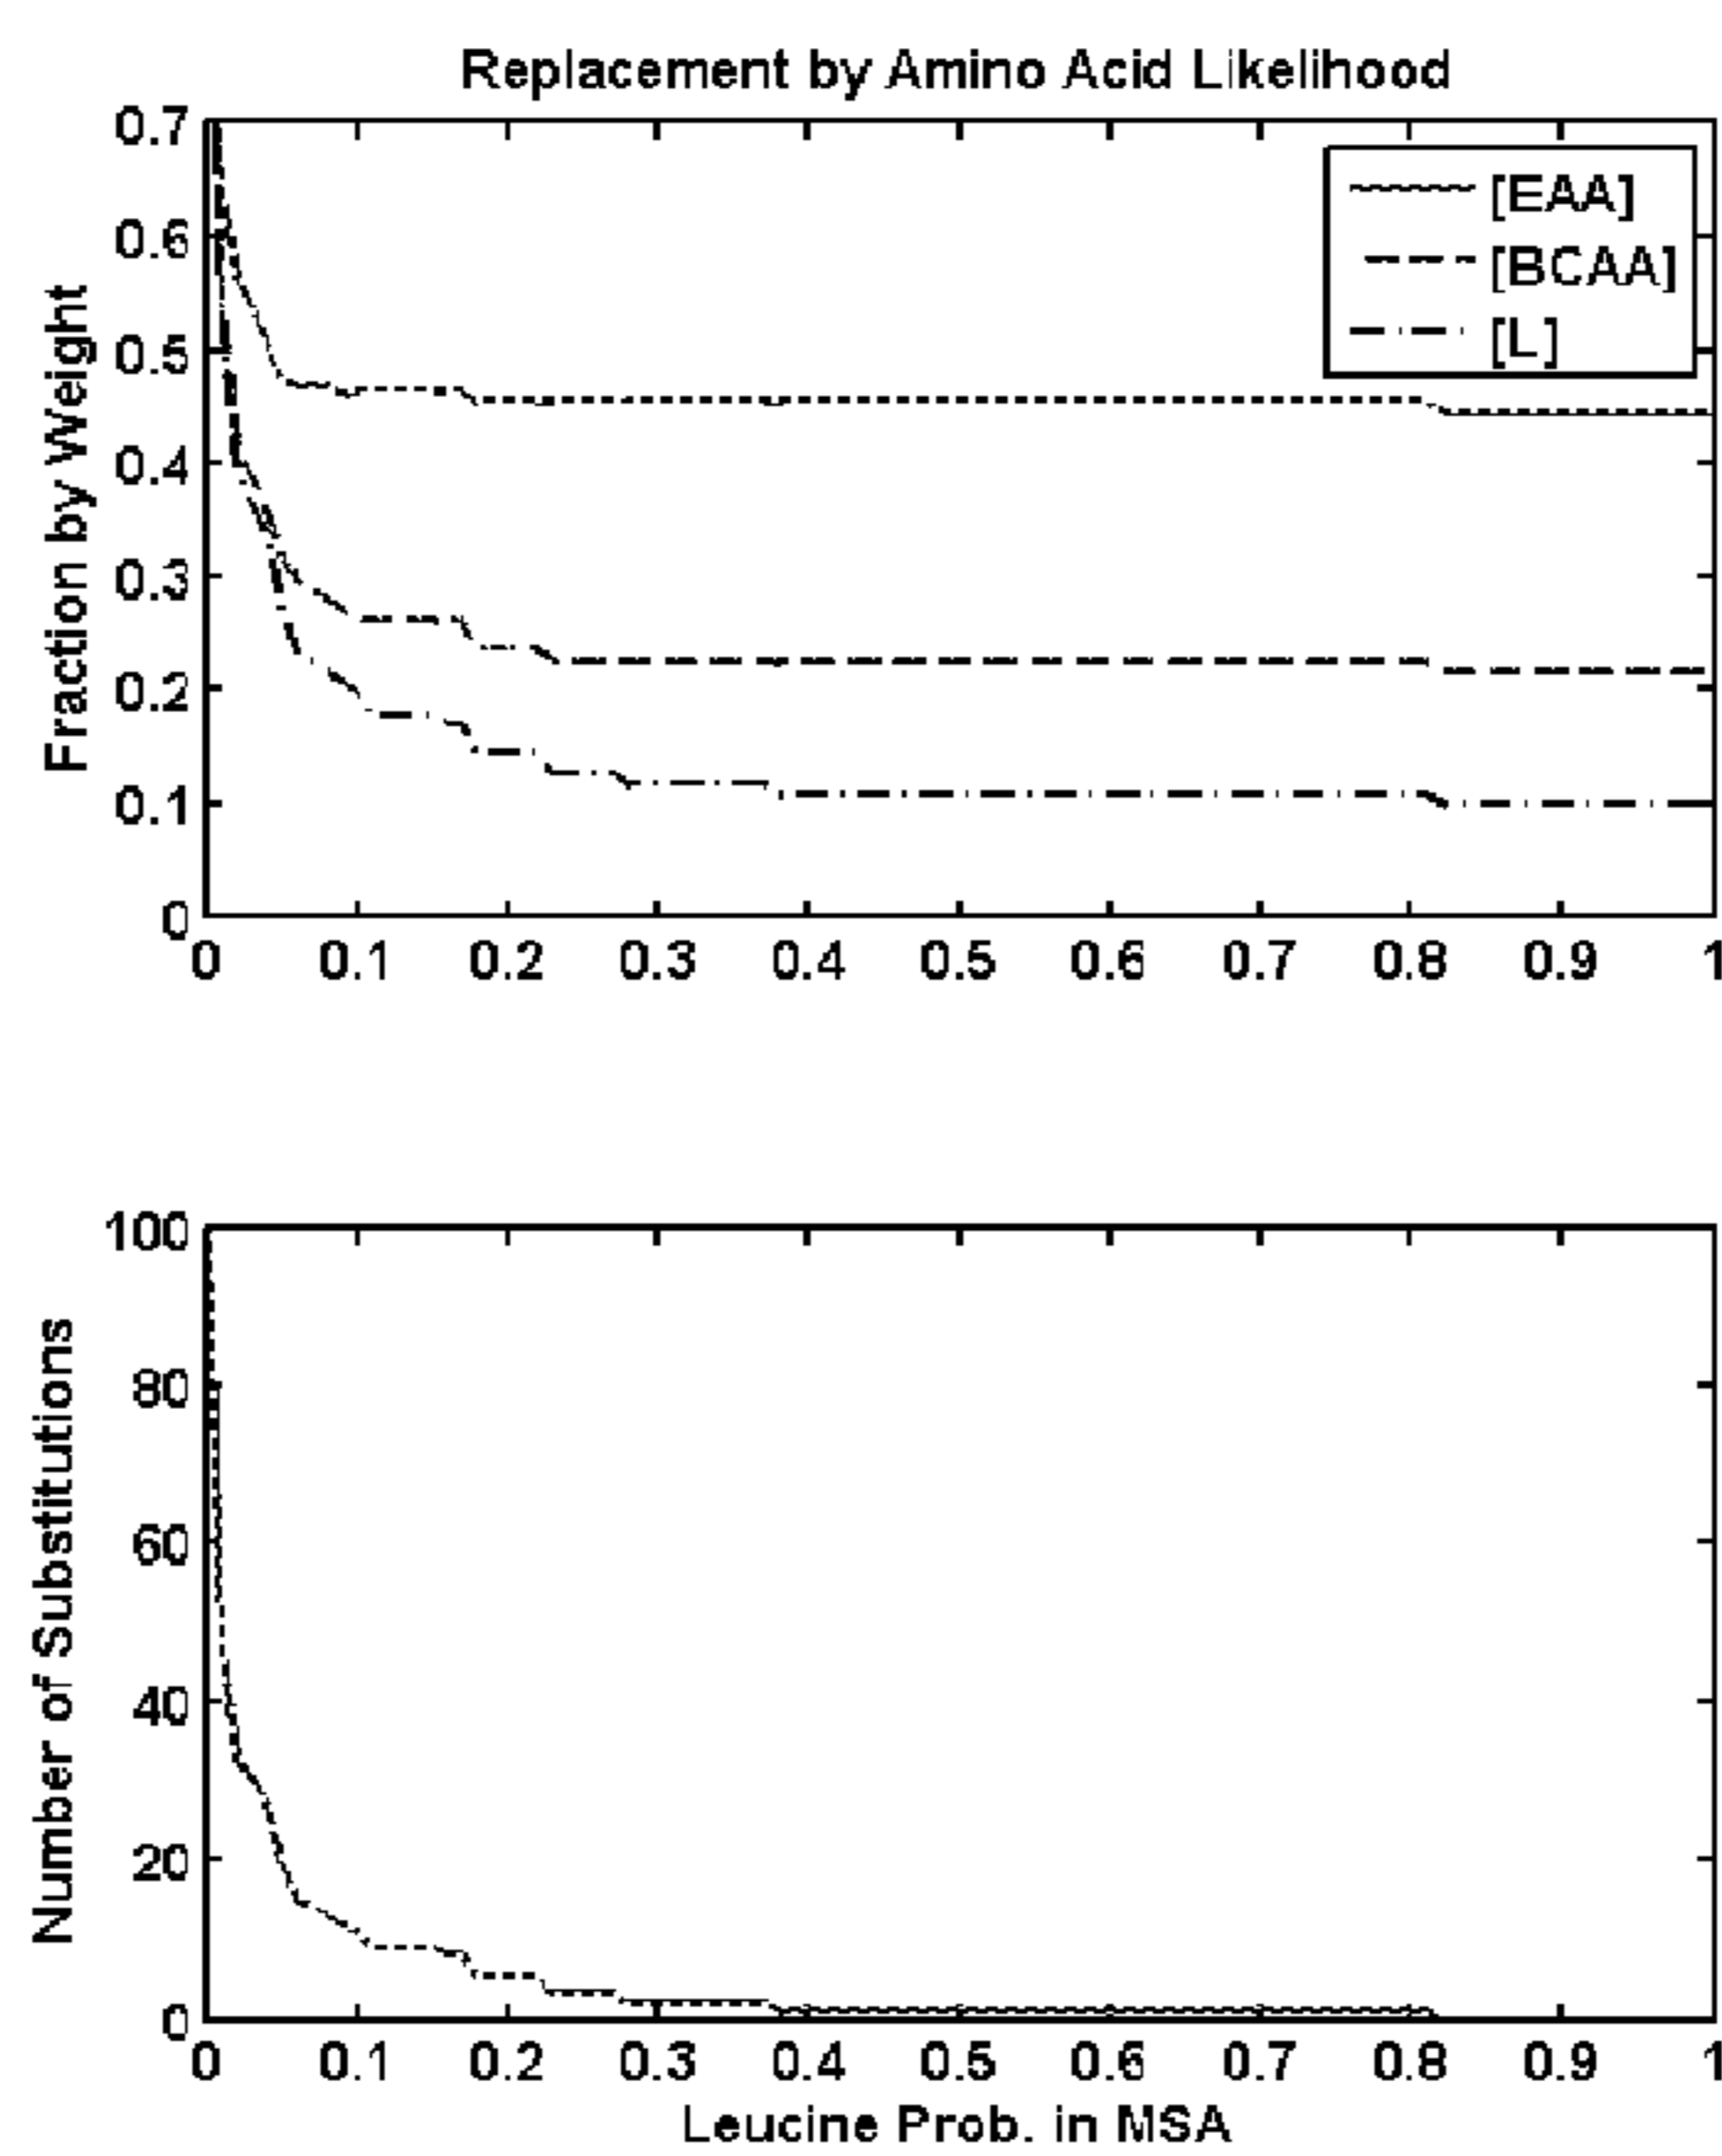 Replacement by Amino Acid Likelihood
Fraction by Weight
0.7
0.6
0.5
0.4
0.3
0.2
0.1
0
[EAA]
[BCAA]
[L]
0 0.1 0.2 0.3 0.4 0.5 0.6 0.7 0.8 0.9 1
Number of Substitutions
100
80
60
40
20
0
0 0.1 0.2 0.3 0.4 0.5 0.6 0.7 0.8 0.9 1
Leucine Prob. in MSA